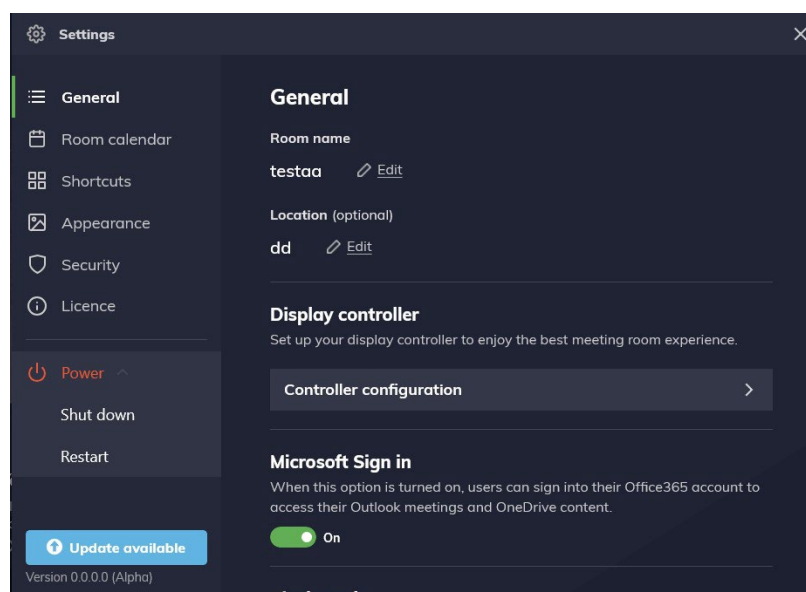 Settings
General
Room calendar
Shortcuts
Appearance
Security
Licence
Power
Shut down
Restart
Update available
Version 0.0.0.0 (Alpha)
General
Room name
testaa Edit
Location (optional)
dd Edit
Display controller
Set up your display controller to enjoy the best meeting room experience.
Controller configuration
Microsoft Sign in
When this option is turned on, users can sign into their Office365 account to
access their Outlook meetings and OneDrive content.
On